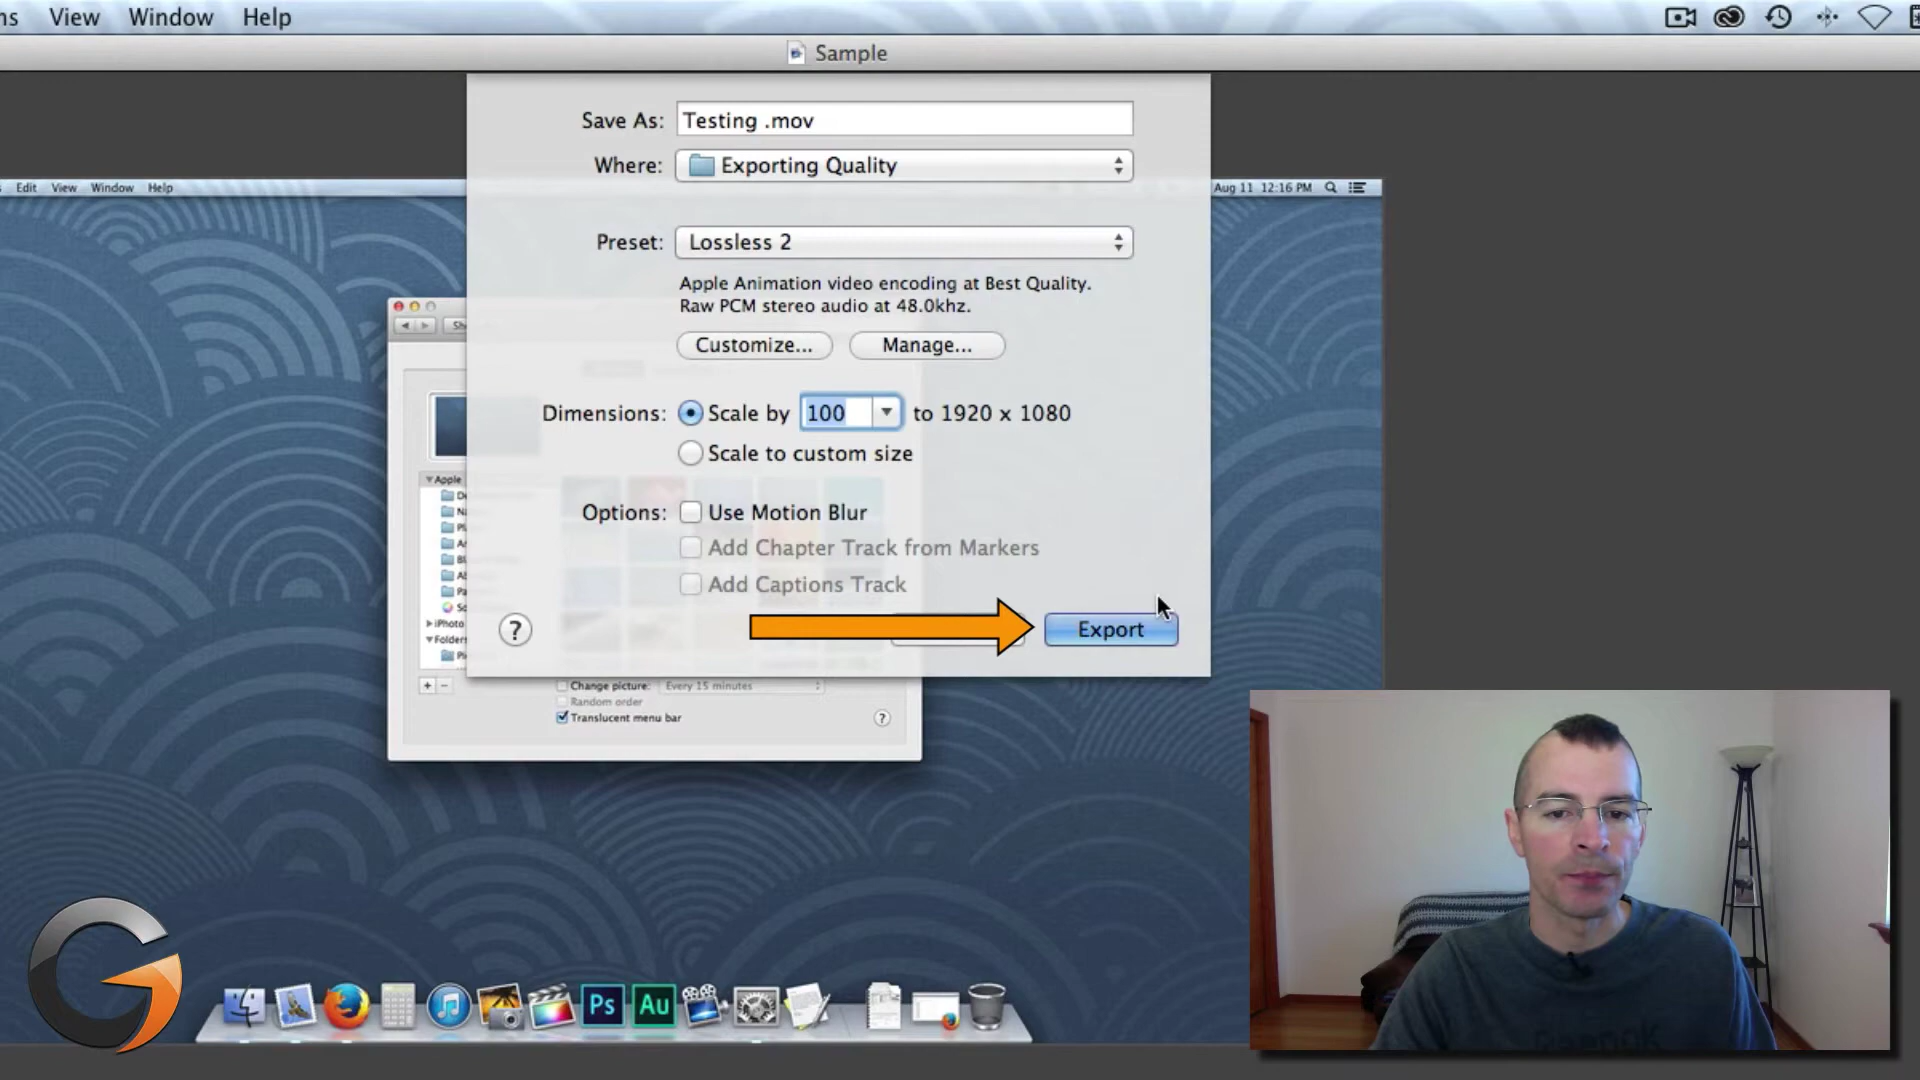 View Window Help
Sample
Save As: Testing .mov
Where: Exporting Quality
Edit View Window Help
Aug 11 12:16 PM
Preset: Lossless 2
Apple Animation video encoding at Best Quality.
Raw PCM stereo audio at 48.0khz.
Customize... Manage...
Dimensions: Scale by 100 to 1920 x 1080
Scale to custom size
Apple
Options: Use Motion Blur
Add Chapter Track from Markers
Add Captions Track
iPhoto
Folders
? Export
+ −
Change picture: Every 15 minutes
Random order
Translucent menu bar
?
Ps Au